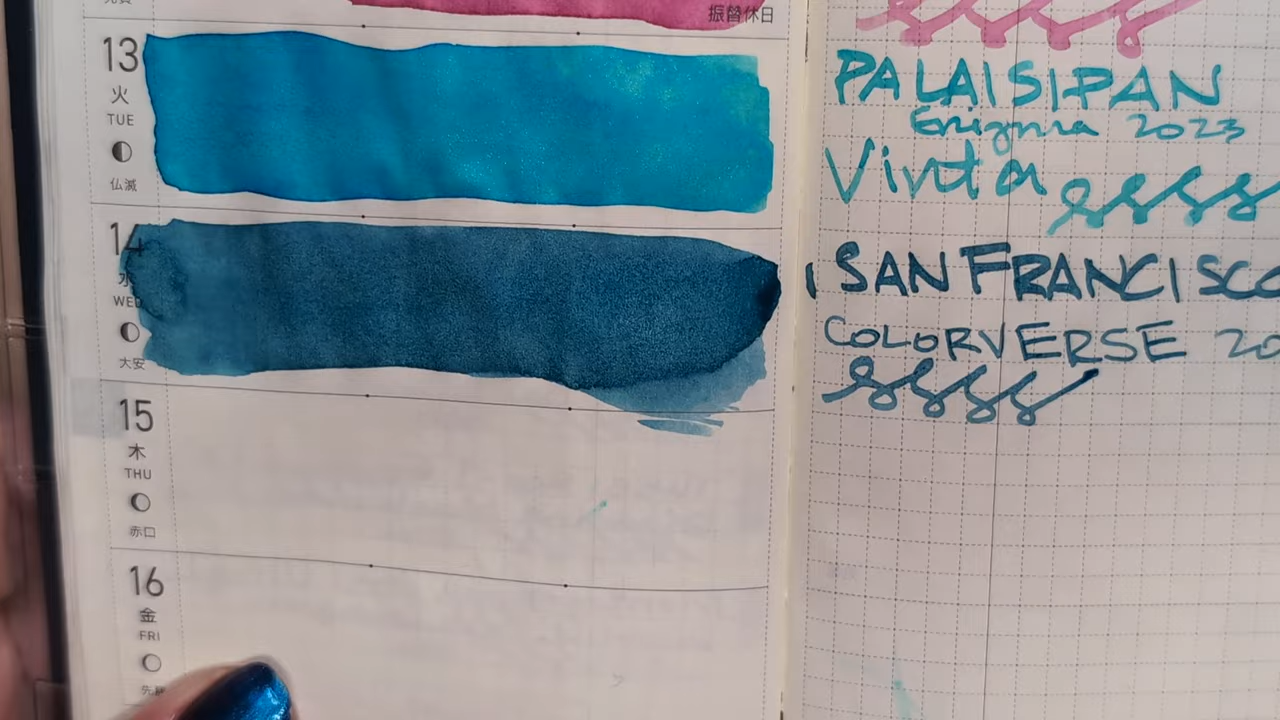 振替休日
13
火
TUE
仏滅
14
水
WED
大安
15
木
THU
赤口
16
金
FRI
PALAISIPAN
Enigma 2023
Vinta
SAN FRANCISCO
COLORVERSE 20